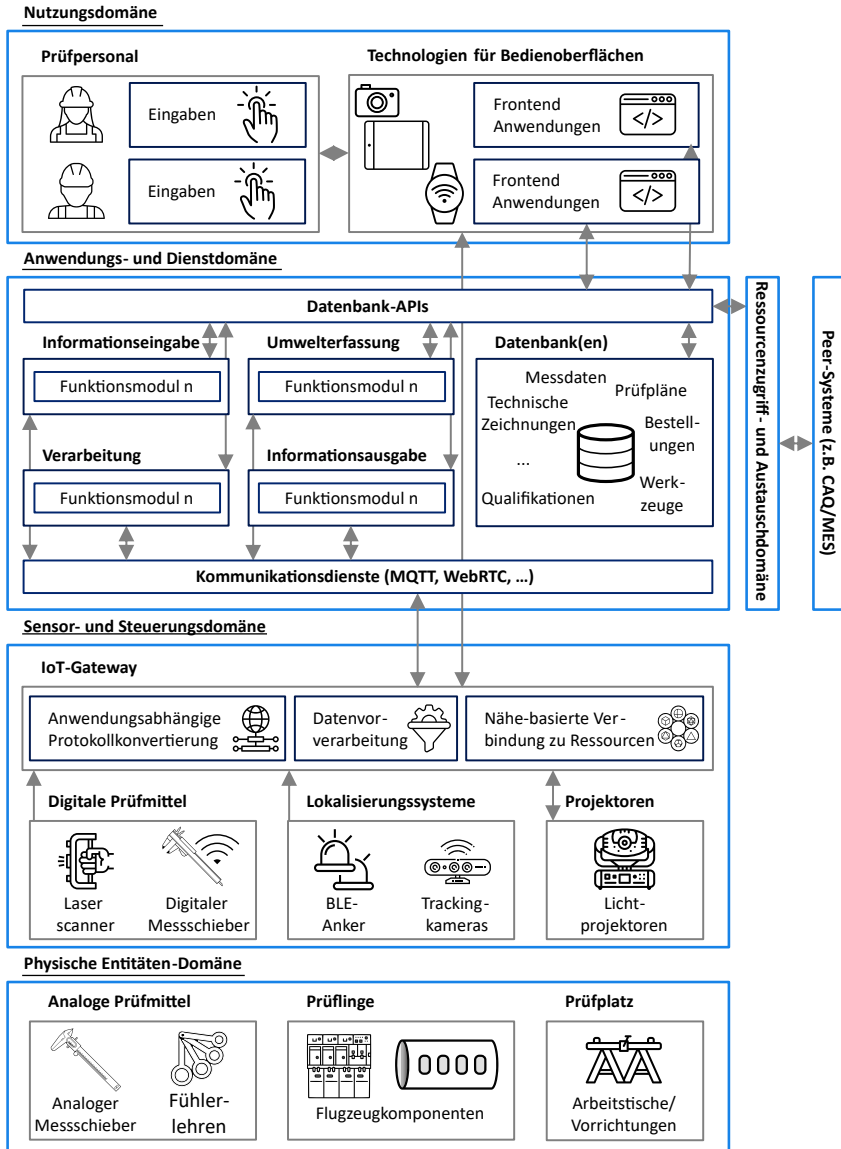 Nutzungsdomäne
Prüfpersonal
Technologien für Bedienoberflächen
Eingaben
Eingaben
Frontend
Anwendungen
</>
Frontend
Anwendungen
</>
Anwendungs- und Dienstdomäne
Datenbank-APIs
Informationseingabe
Funktionsmodul n
Umwelterfassung
Funktionsmodul n
Verarbeitung
Funktionsmodul n
Informationsausgabe
Funktionsmodul n
Datenbank(en)
Messdaten
Prüfpläne
Technische
Zeichnungen
Bestell-
ungen
...
Qualifikationen
Werk-
zeuge
Kommunikationsdienste (MQTT, WebRTC, ...)
Ressourcenzugriff- und Austauschdomäne
Peer-Systeme (z.B. CAQ/MES)
Sensor- und Steuerungsdomäne
IoT-Gateway
Anwendungsabhängige
Protokollkonvertierung
Datenvor-
verarbeitung
Nähe-basierte Ver-
bindung zu Ressourcen
Digitale Prüfmittel
Laser
scanner
Digitaler
Messschieber
Lokalisierungssysteme
BLE-
Anker
Tracking-
kameras
Projektoren
Licht-
projektoren
Physische Entitäten-Domäne
Analoge Prüfmittel
Analoger
Messschieber
Fühler-
lehren
Prüflinge
Flugzeugkomponenten
Prüfplatz
Arbeitstische/
Vorrichtungen